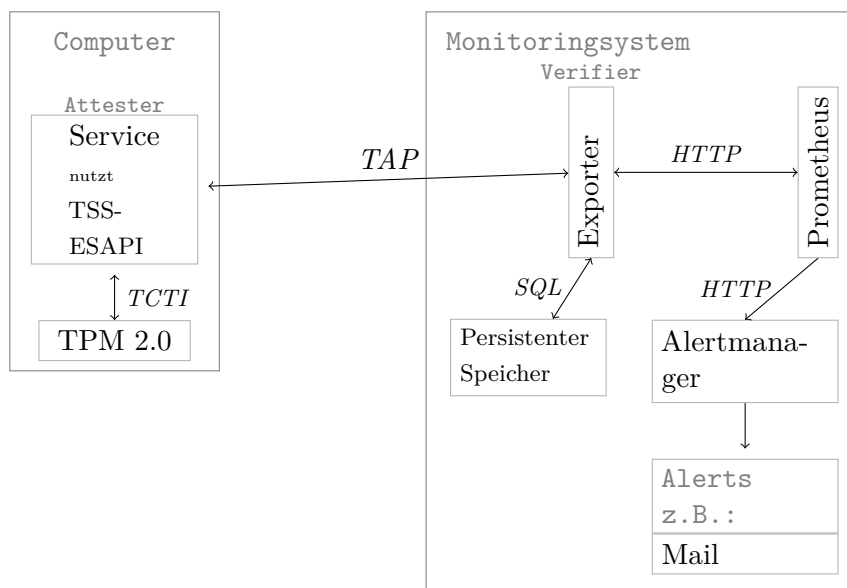 Computer
Attester
Service
nutzt
TSS-
ESAPI
TCTI
TPM 2.0
TAP
Monitoringsystem
Verifier
Exporter
HTTP
Prometheus
SQL
HTTP
Persistenter
Speicher
Alertmana-
ger
Alerts
z.B.:
Mail